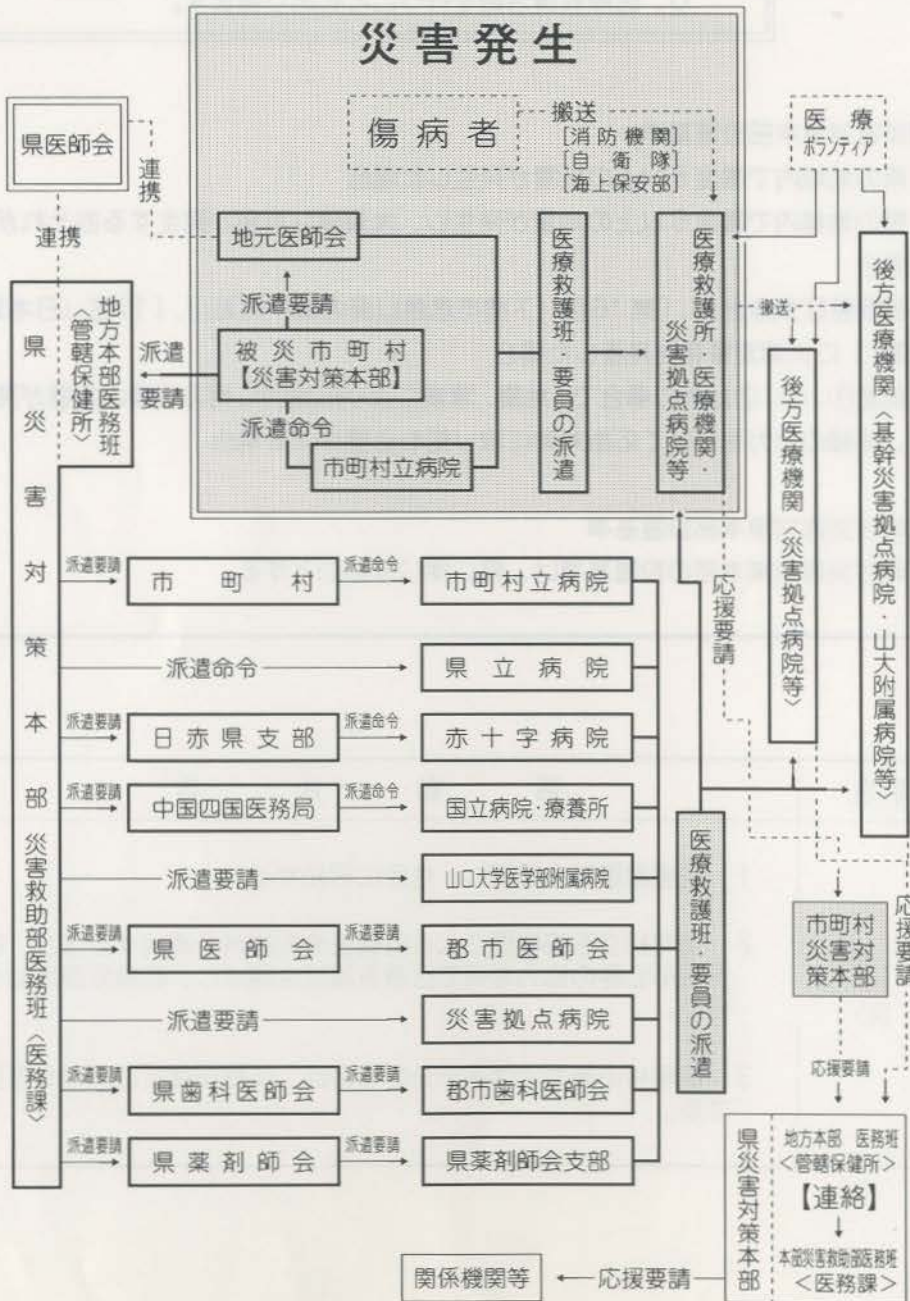 災害発生
傷病者
搬送
[消防機関]
[自衛隊]
[海上保安部]
医療
ボランティア
県医師会
連携
連携
地元医師会
派遣要請
被災市町村
【災害対策本部】
派遣
要請
派遣命令
市町村立病院
医療救護班・要員の派遣
医療救護所・医療機関・
災害拠点病院等
搬送
後方医療機関〈災害拠点病院等〉
後方医療機関〈基幹災害拠点病院・山大附属病院等〉
地方本部医務班
〈管轄保健所〉
県災害対策本部
災害救助部医務班〈医務課〉
派遣要請
市町村
派遣命令
市町村立病院
派遣命令
県立病院
派遣要請
日赤県支部
派遣命令
赤十字病院
派遣要請
中国四国医務局
派遣命令
国立病院・療養所
派遣要請
山口大学医学部附属病院
派遣要請
県医師会
派遣要請
郡市医師会
派遣要請
災害拠点病院
派遣要請
県歯科医師会
派遣要請
郡市歯科医師会
派遣要請
県薬剤師会
派遣要請
県薬剤師会支部
医療救護班・要員の派遣
応援要請
市町村
災害対
策本部
応援要請
応援要請
県災害対策本部
地方本部 医務班
<管轄保健所>
【連絡】
本部災害救助部医務班
<医務課>
応援要請
関係機関等